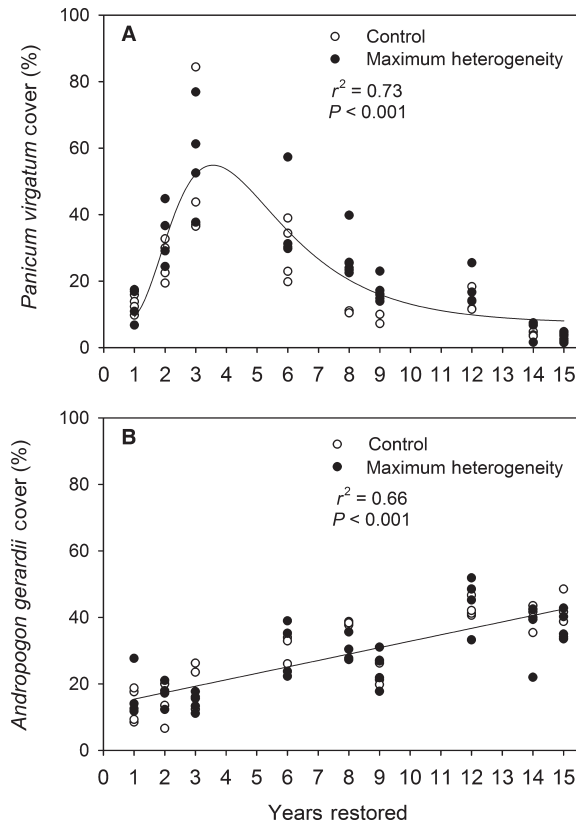 A
Control
Maximum heterogeneity
r² = 0.73
P < 0.001
Panicum virgatum cover (%)
100
80
60
40
20
0
0 1 2 3 4 5 6 7 8 9 10 11 12 13 14 15
B
Control
Maximum heterogeneity
r² = 0.66
P < 0.001
Andropogon gerardii cover (%)
100
80
60
40
20
0
0 1 2 3 4 5 6 7 8 9 10 11 12 13 14 15
Years restored